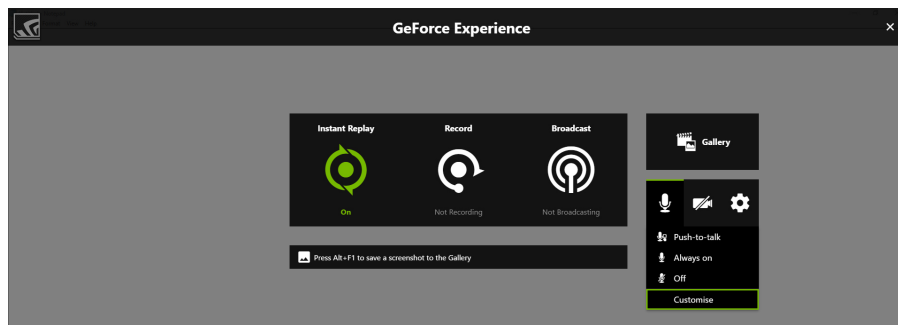 GeForce Experience
Instant Replay
Record
Broadcast
On
Not Recording
Not Broadcasting
Press Alt+F1 to save a screenshot to the Gallery
Gallery
Push-to-talk
Always on
Off
Customise